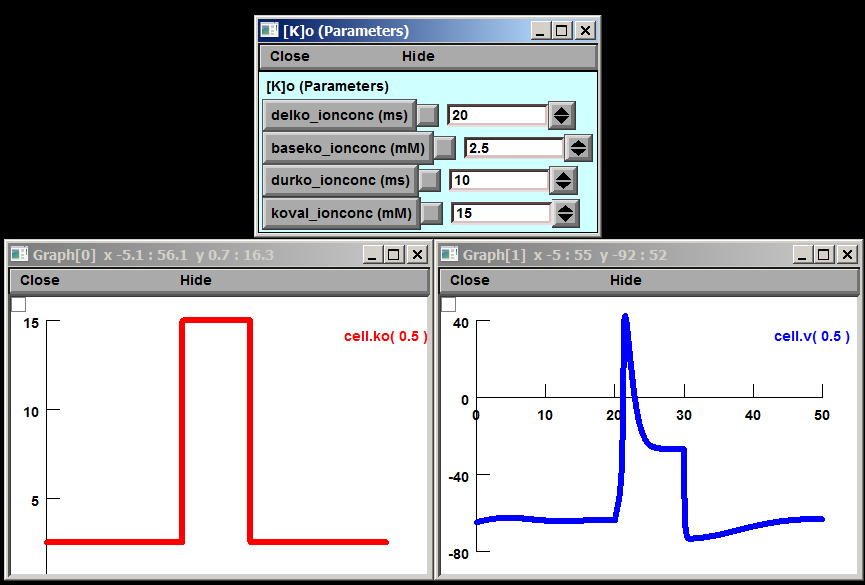 [K]o (Parameters)
Close Hide
[K]o (Parameters)
delko_ionconc (ms) 20
baseko_ionconc (mM) 2.5
durko_ionconc (ms) 10
koval_ionconc (mM) 15
Graph[0] x -5.1 : 56.1 y 0.7 : 16.3
Close Hide
15
cell.ko( 0.5 )
10
5
Graph[1] x -5 : 55 y -92 : 52
Close Hide
40
cell.v( 0.5 )
0
0 10 20 30 40 50
-40
-80